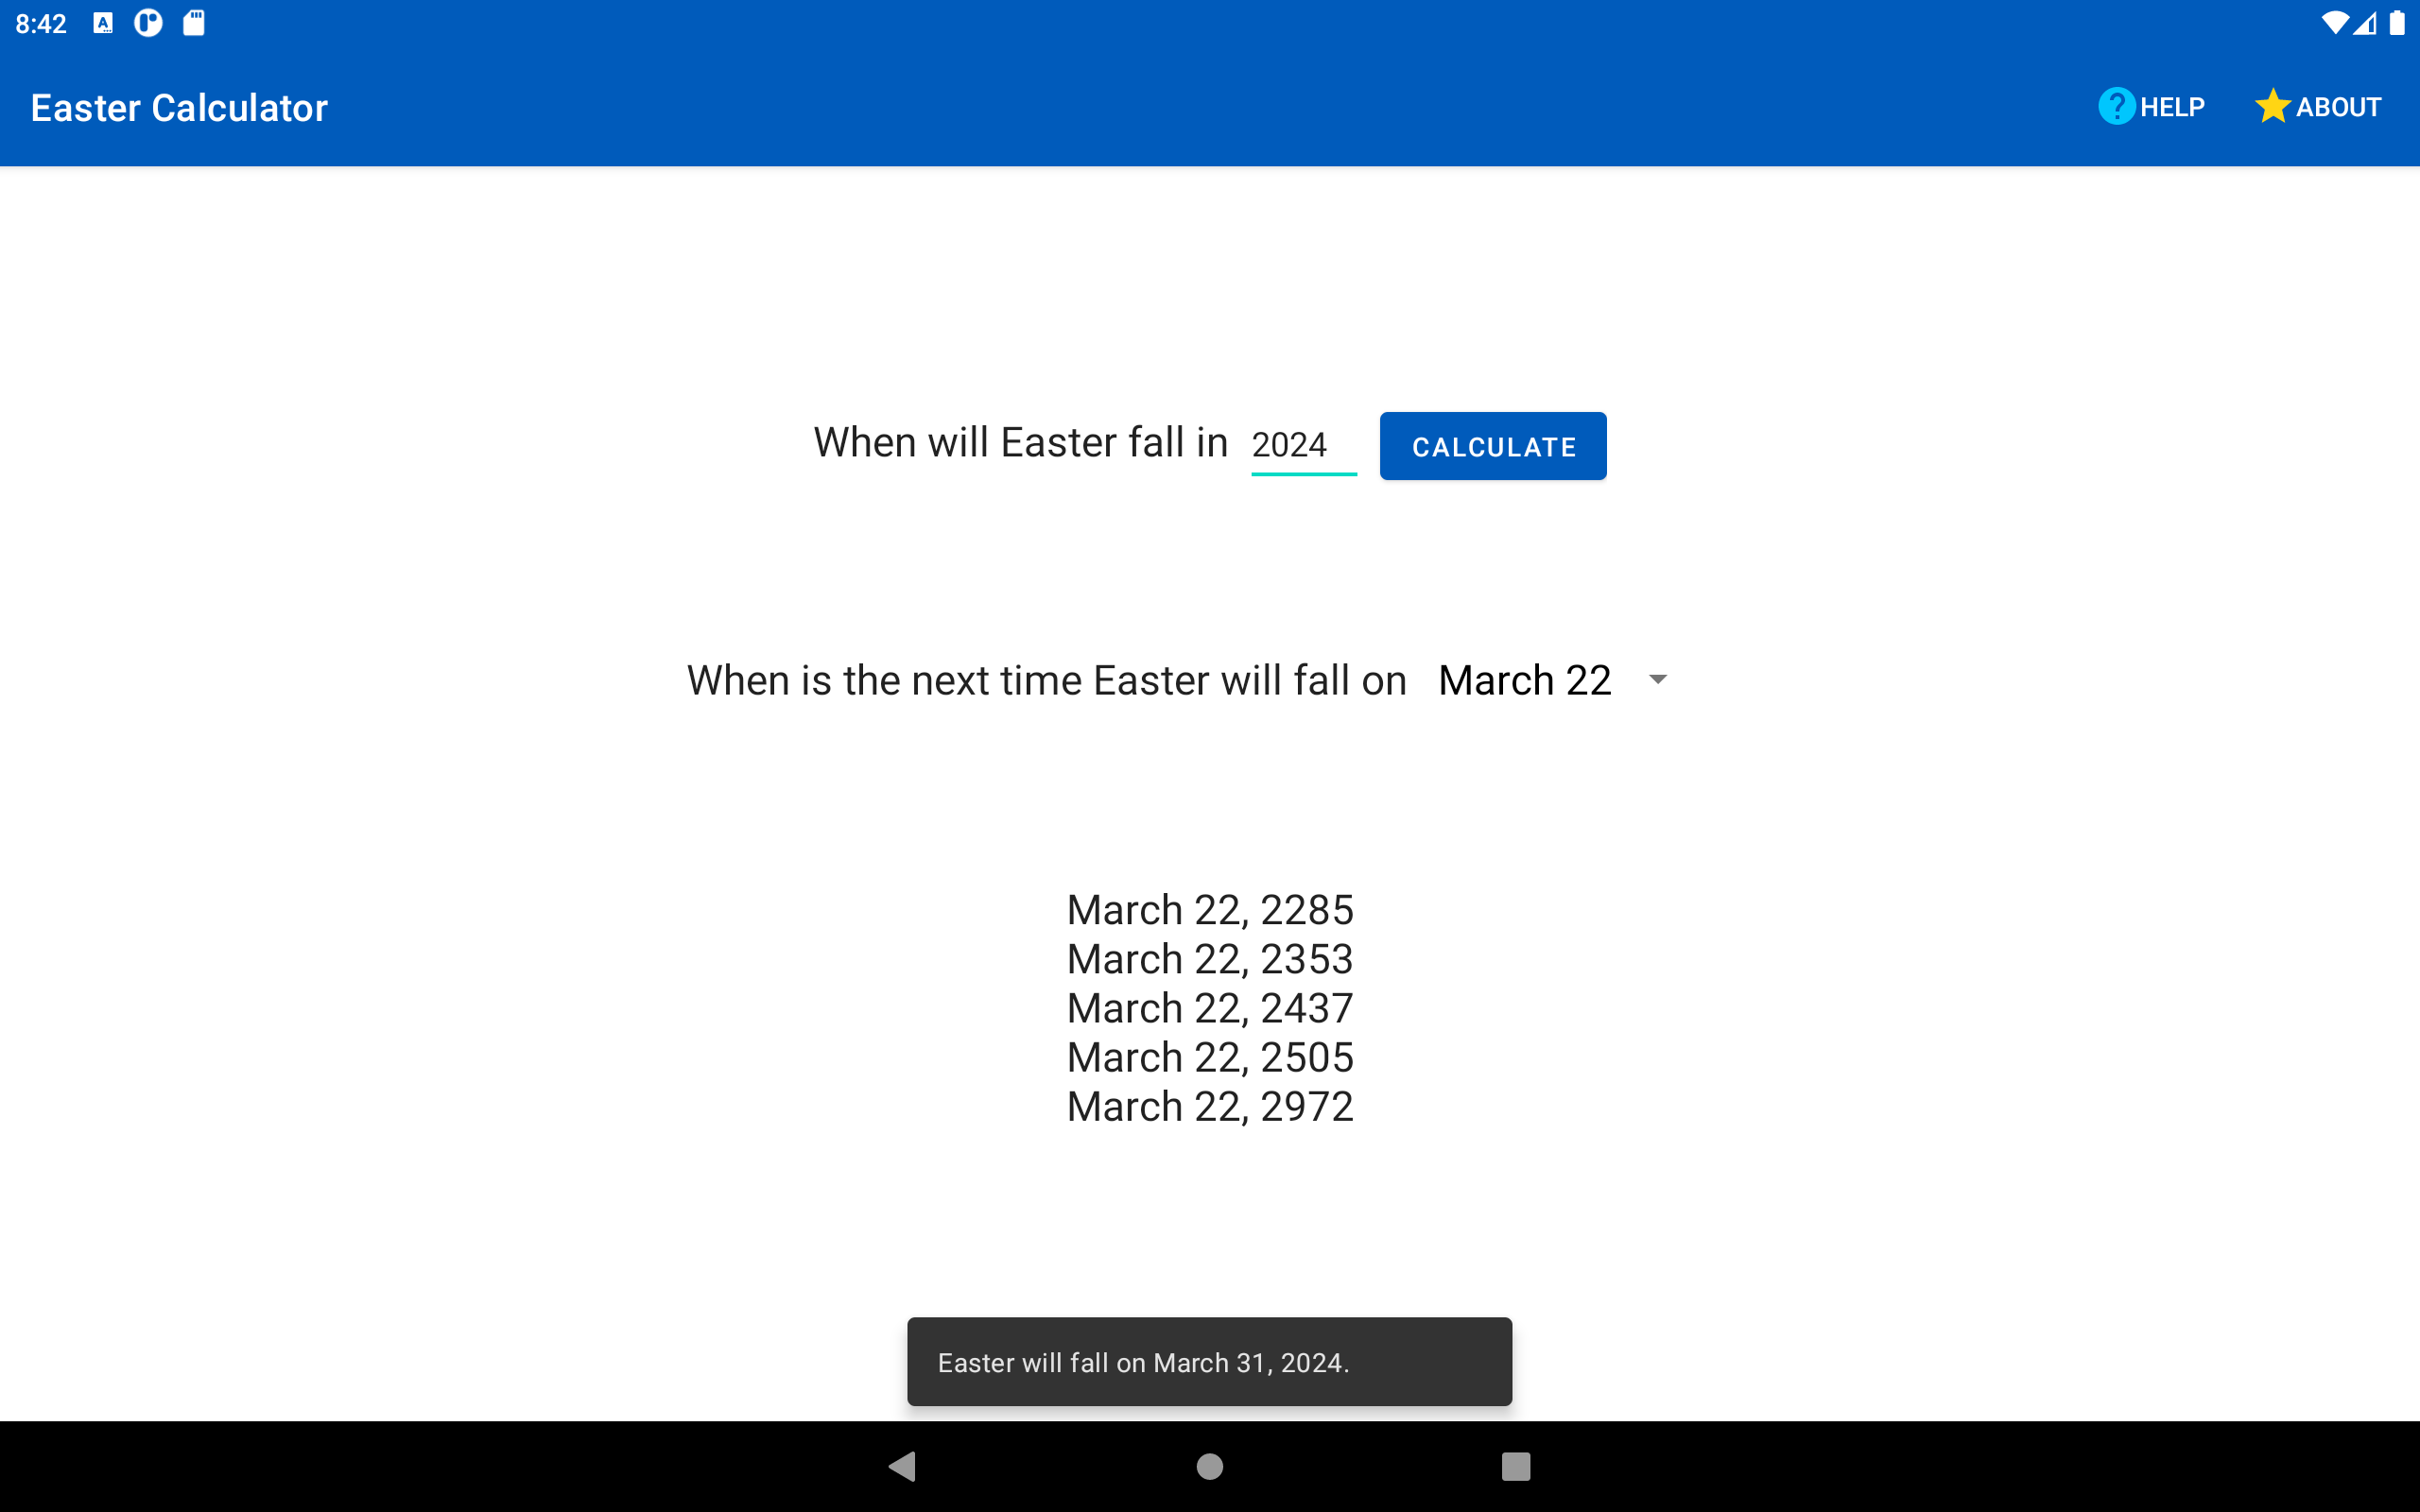 8:42
Easter Calculator
? HELP
ABOUT
When will Easter fall in 2024 CALCULATE
When is the next time Easter will fall on March 22
March 22, 2285
March 22, 2353
March 22, 2437
March 22, 2505
March 22, 2972
Easter will fall on March 31, 2024.